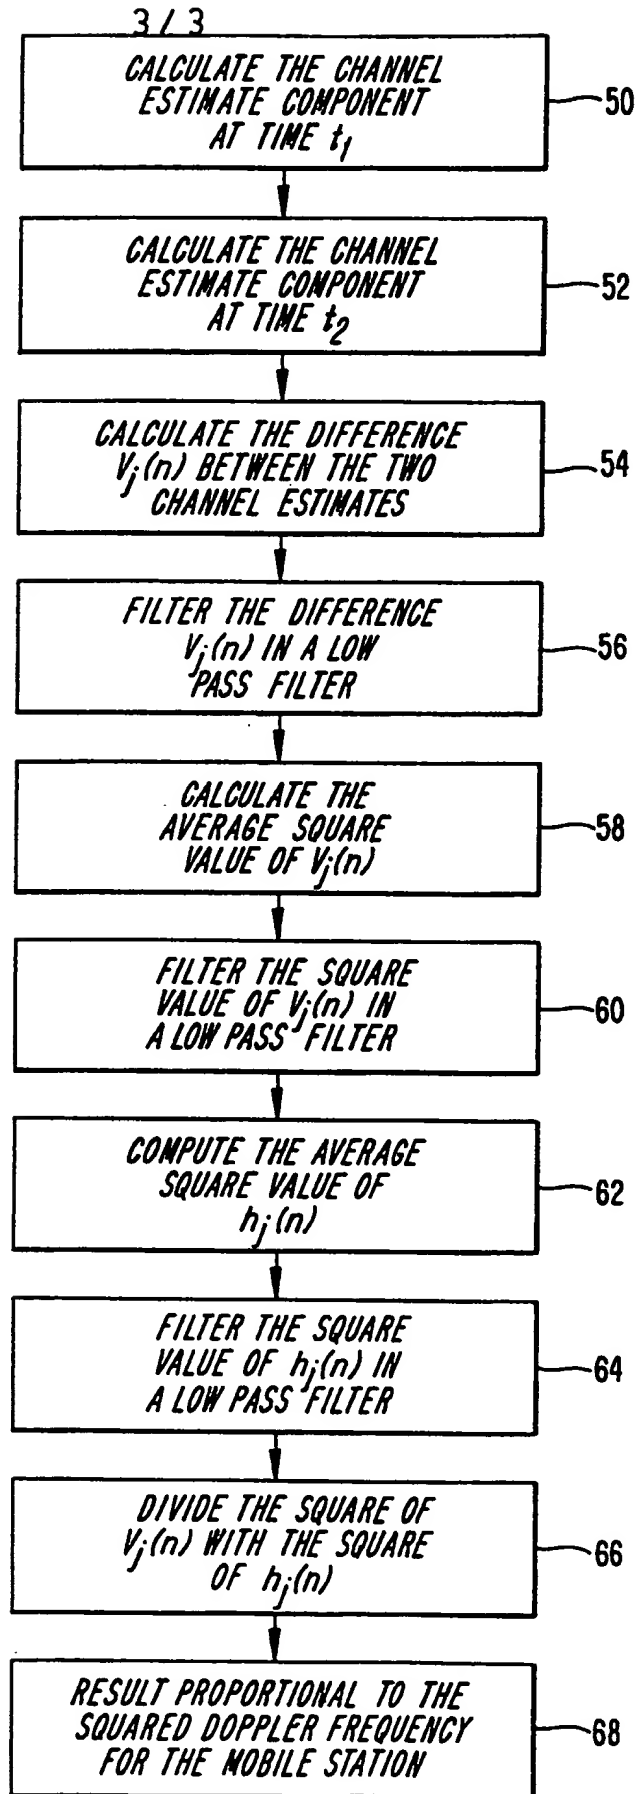 3/3
CALCULATE THE CHANNEL
ESTIMATE COMPONENT
AT TIME t1
50
CALCULATE THE CHANNEL
ESTIMATE COMPONENT
AT TIME t2
52
CALCULATE THE DIFFERENCE
Vj(n) BETWEEN THE TWO
CHANNEL ESTIMATES
54
FILTER THE DIFFERENCE
Vj(n) IN A LOW
PASS FILTER
56
CALCULATE THE
AVERAGE SQUARE
VALUE OF Vj(n)
58
FILTER THE SQUARE
VALUE OF Vj(n) IN
A LOW PASS FILTER
60
COMPUTE THE AVERAGE
SQUARE VALUE OF
hj(n)
62
FILTER THE SQUARE
VALUE OF hj(n) IN
A LOW PASS FILTER
64
DIVIDE THE SQUARE OF
Vj(n) WITH THE SQUARE
OF hj(n)
66
RESULT PROPORTIONAL TO THE
SQUARED DOPPLER FREQUENCY
FOR THE MOBILE STATION
68